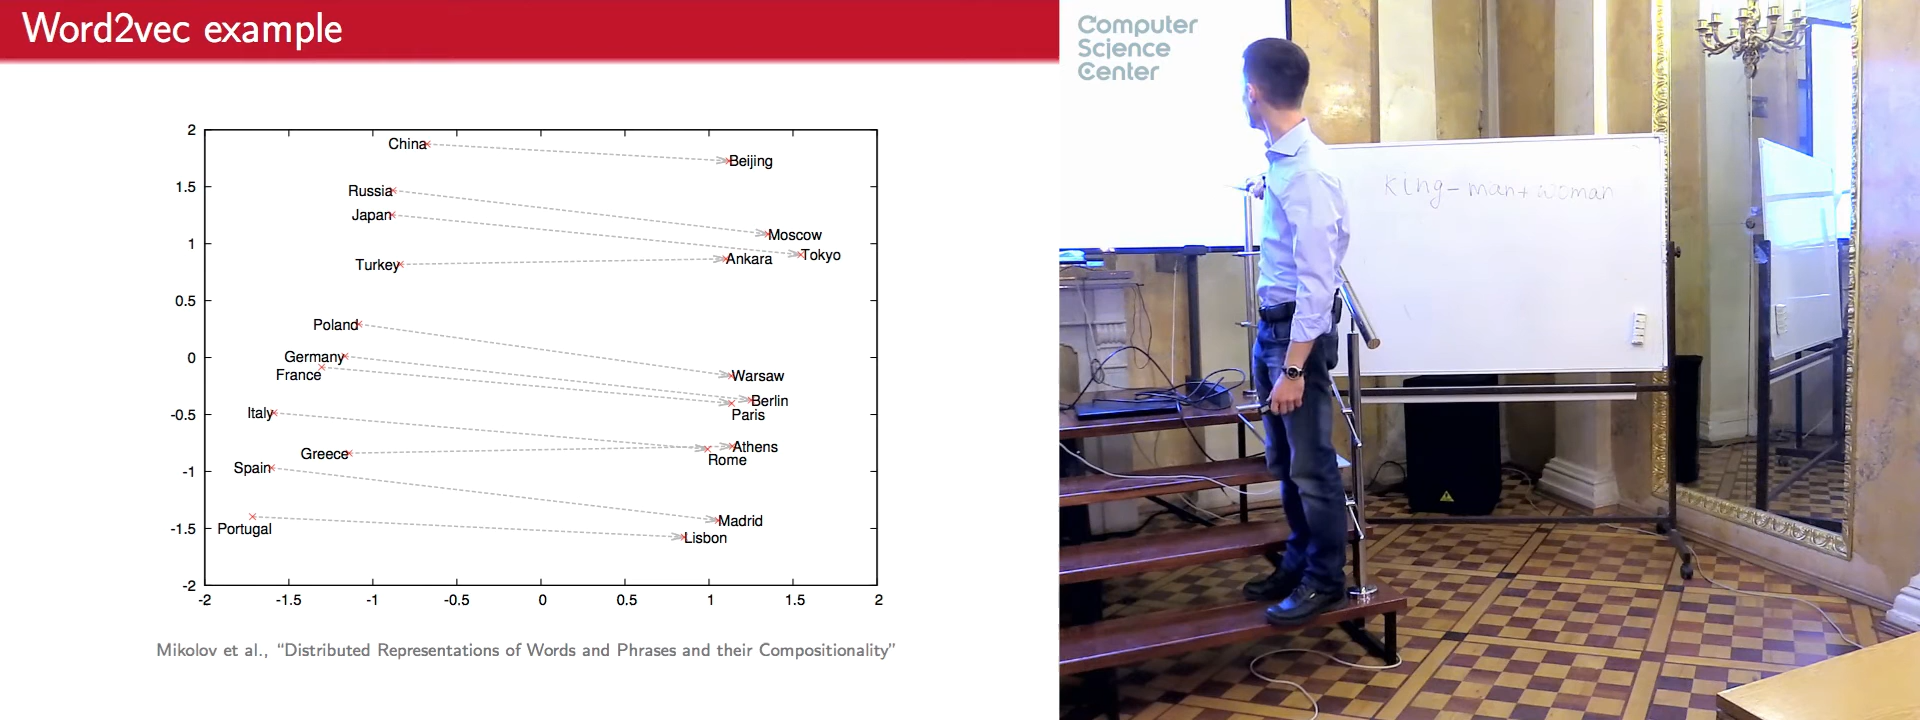 Word2vec example
2
1.5
1
0.5
0
-0.5
-1
-1.5
-2
-2
-1.5
-1
-0.5
0
0.5
1
1.5
2
China
Beijing
Russia
Moscow
Japan
Tokyo
Turkey
Ankara
Poland
Warsaw
Germany
Berlin
France
Paris
Italy
Rome
Greece
Athens
Spain
Madrid
Portugal
Lisbon
Mikolov et al., “Distributed Representations of Words and Phrases and their Compositionality”
Computer
Science
Center
king - man + woman